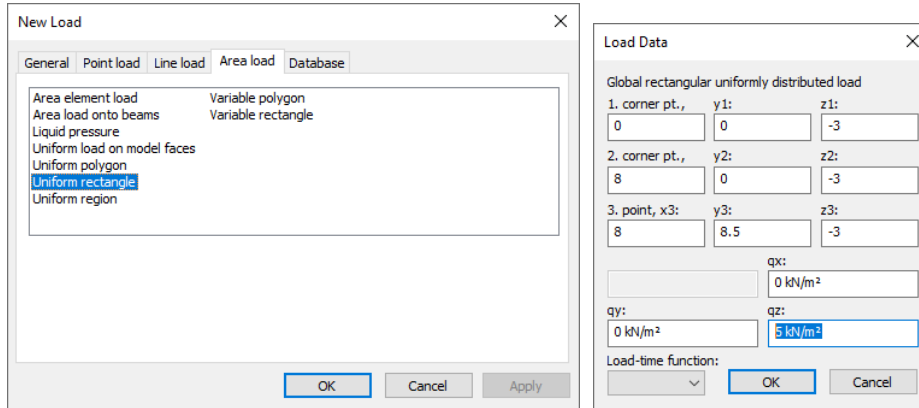 New Load
General Point load Line load Area load Database
Area element load Variable polygon
Area load onto beams Variable rectangle
Liquid pressure
Uniform load on model faces
Uniform polygon
Uniform rectangle
Uniform region
OK Cancel Apply
Load Data
Global rectangular uniformly distributed load
1. corner pt., y1: z1:
0 0 -3
2. corner pt., y2: z2:
8 0 -3
3. point, x3: y3: z3:
8 8.5 -3
qx:
0 kN/m²
qy: qz:
0 kN/m² 5 kN/m²
Load-time function:
OK Cancel